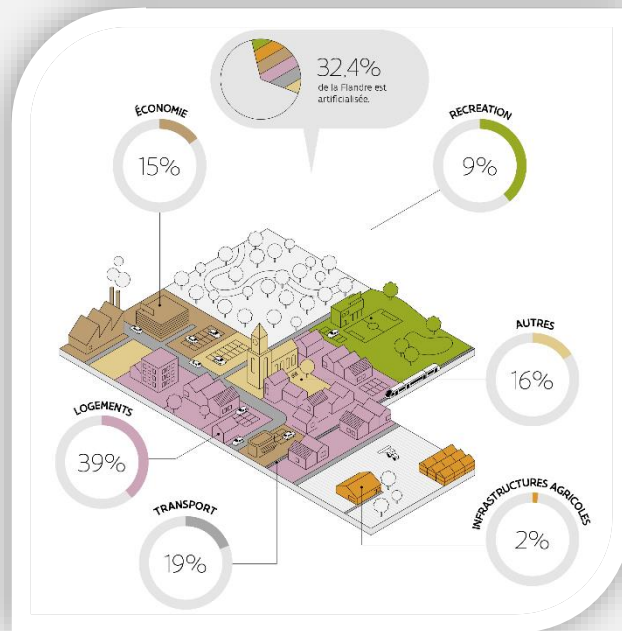 32,4%
de la Flandre est
artificialisée.
ÉCONOMIE
15%
RECREATION
9%
AUTRES
16%
LOGEMENTS
39%
TRANSPORT
19%
INFRASTRUCTURES AGRICOLES
2%